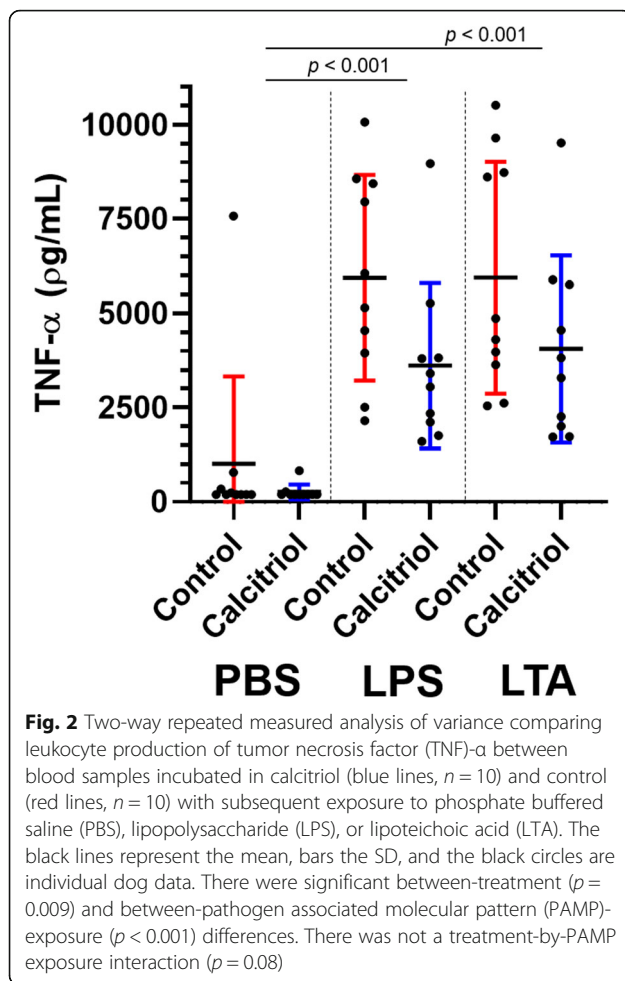 p < 0.001
p < 0.001
TNF-α (ρg/mL)
10000
7500
5000
2500
0
Control
Calcitriol
Control
Calcitriol
Control
Calcitriol
PBS LPS LTA
Fig. 2 Two-way repeated measured analysis of variance comparing
leukocyte production of tumor necrosis factor (TNF)-α between
blood samples incubated in calcitriol (blue lines, n = 10) and control
(red lines, n = 10) with subsequent exposure to phosphate buffered
saline (PBS), lipopolysaccharide (LPS), or lipoteichoic acid (LTA). The
black lines represent the mean, bars the SD, and the black circles are
individual dog data. There were significant between-treatment (p =
0.009) and between-pathogen associated molecular pattern (PAMP)-
exposure (p < 0.001) differences. There was not a treatment-by-PAMP
exposure interaction (p = 0.08)